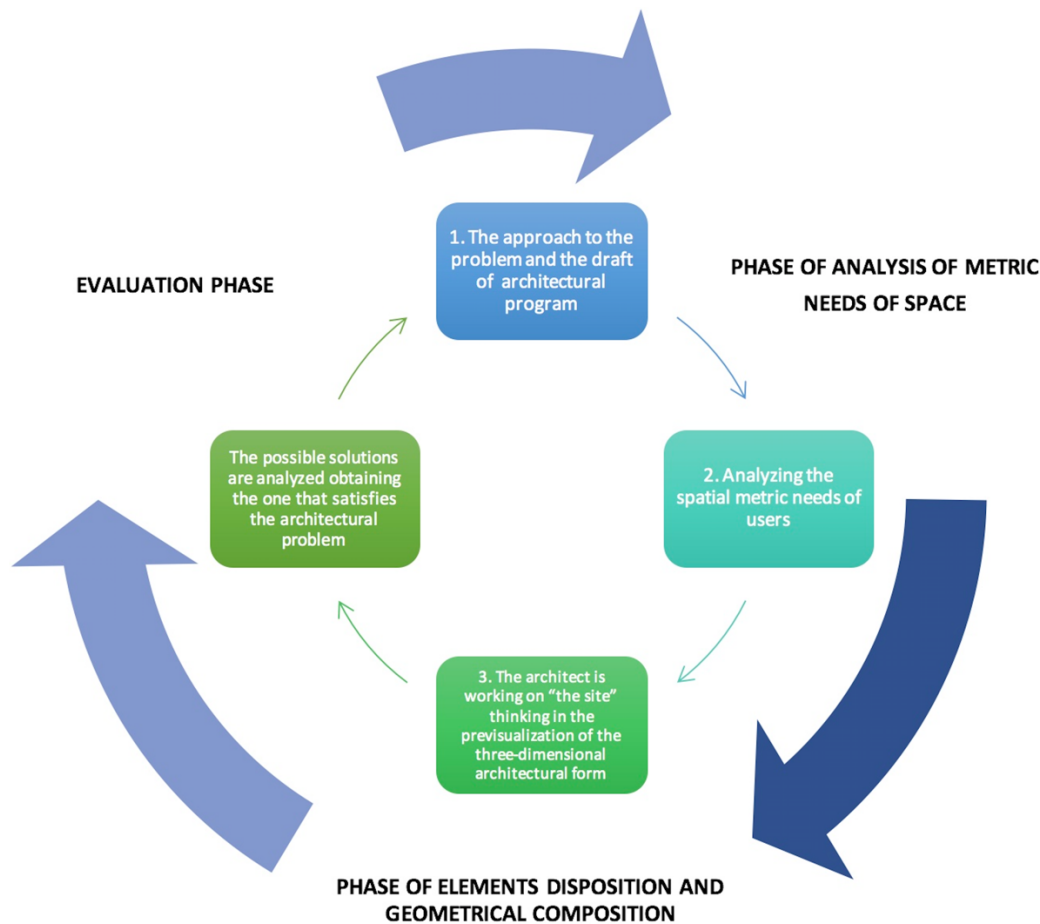 1. The approach to the
problem and the draft
of architectural
program
EVALUATION PHASE
PHASE OF ANALYSIS OF METRIC
NEEDS OF SPACE
The possible solutions
are analyzed obtaining
the one that satisfies
the architectural
problem
2. Analyzing the
spatial metric needs of
users
3. The architect is
working on “the site”
thinking in the
previsualization of the
three-dimensional
architectural form
PHASE OF ELEMENTS DISPOSITION AND
GEOMETRICAL COMPOSITION